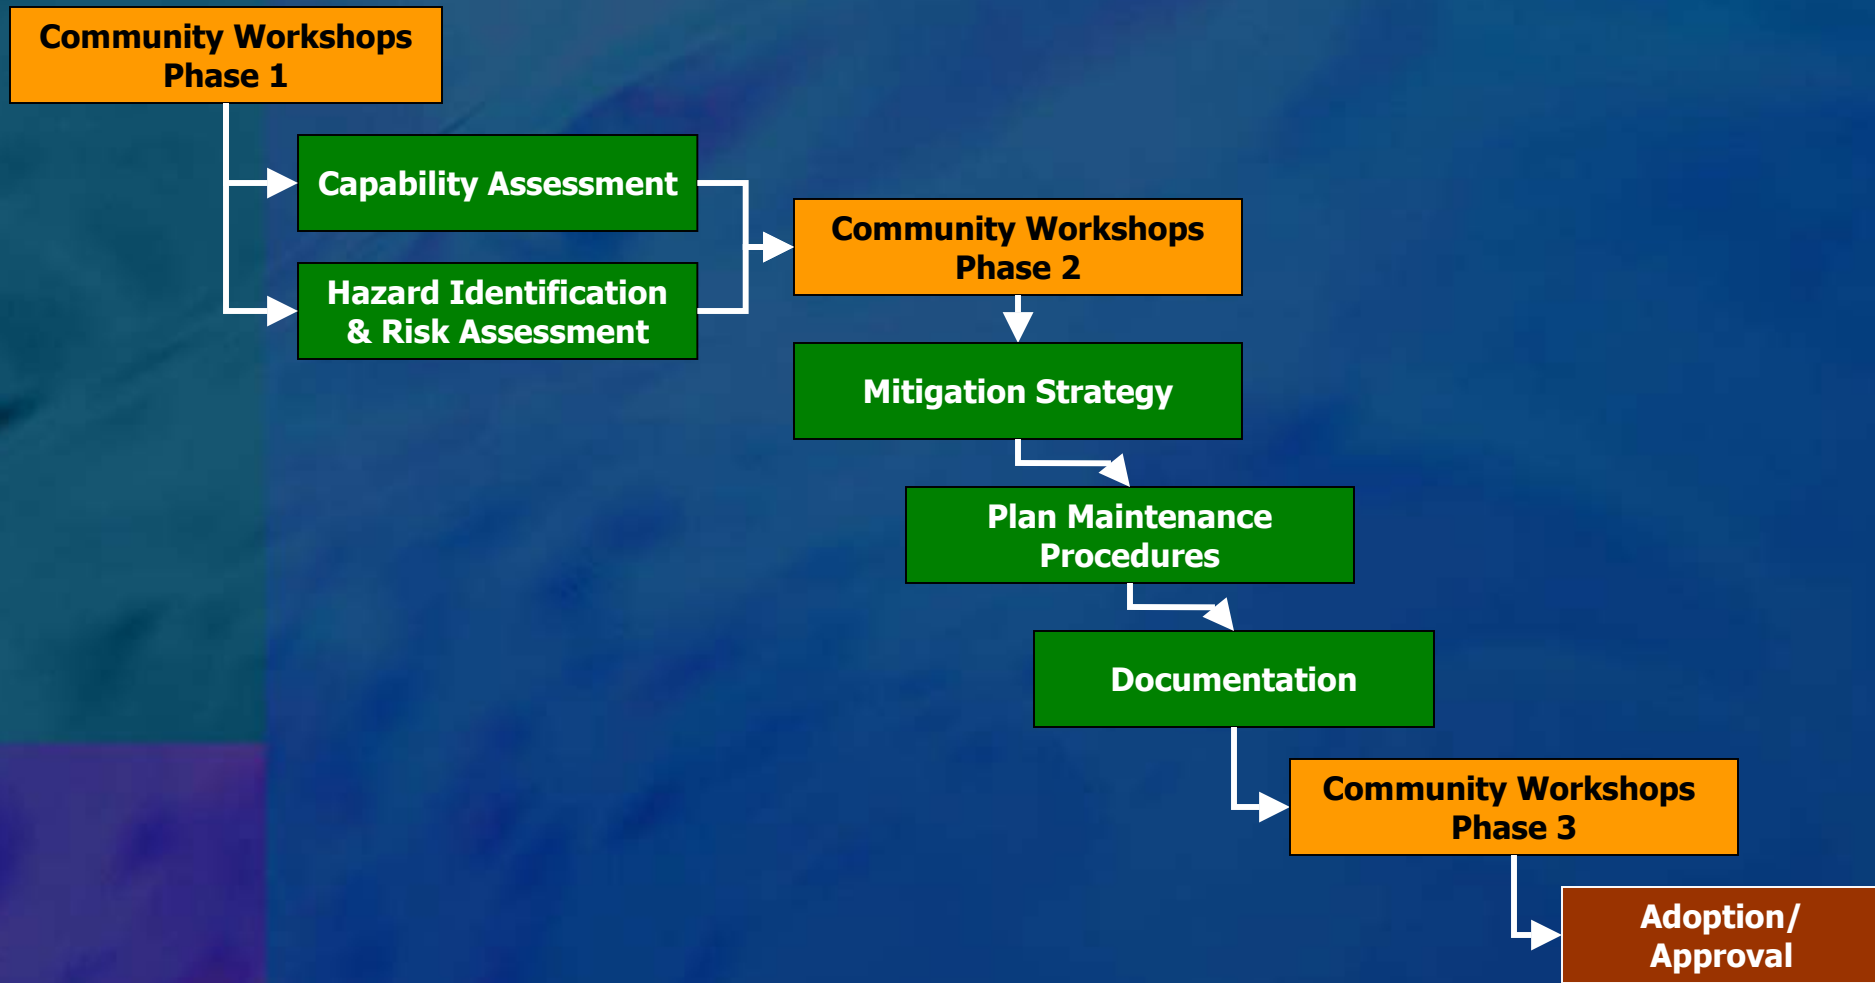 Community Workshops
Phase 1
Capability Assessment
Hazard Identification
& Risk Assessment
Community Workshops
Phase 2
Mitigation Strategy
Plan Maintenance
Procedures
Documentation
Community Workshops
Phase 3
Adoption/
Approval